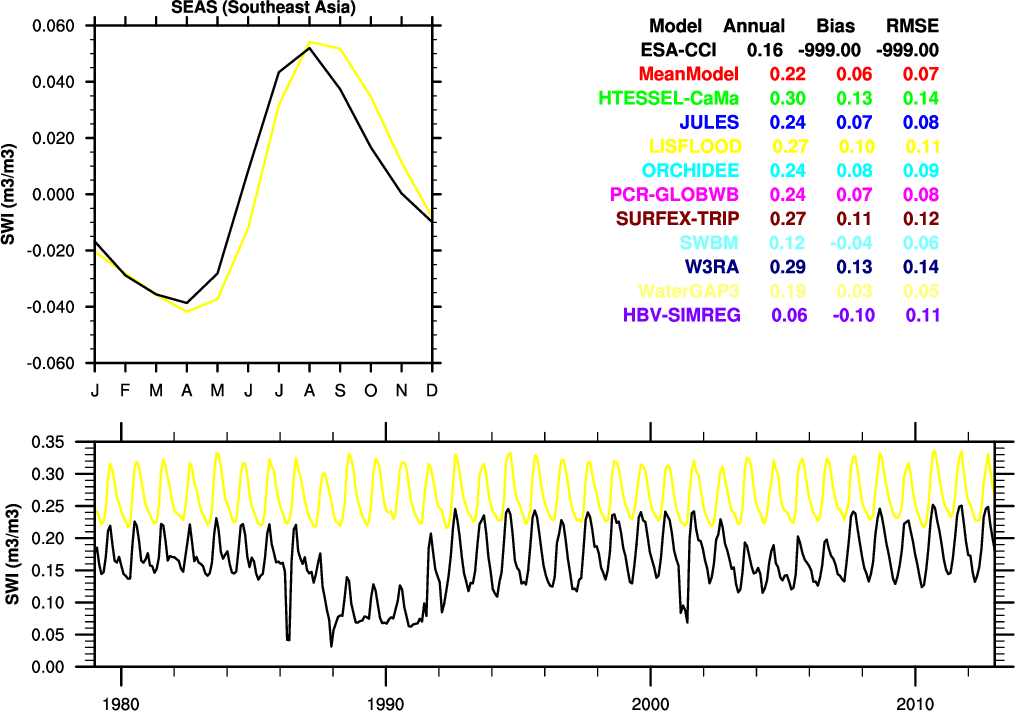 SEAS (Southeast Asia)
0.060
0.040
0.020
0.000
-0.020
-0.040
-0.060
SWI (m3/m3)
J F M A M J J A S O N D
Model Annual Bias RMSE
ESA-CCI 0.16 -999.00 -999.00
MeanModel 0.22 0.06 0.07
HTESSEL-CaMa 0.30 0.13 0.14
JULES 0.24 0.07 0.08
LISFLOOD 0.27 0.10 0.11
ORCHIDEE 0.24 0.08 0.09
PCR-GLOBWB 0.24 0.07 0.08
SURFEX-TRIP 0.27 0.11 0.12
SWBM 0.12 -0.04 0.06
W3RA 0.29 0.13 0.14
WaterGAP3 0.19 0.03 0.05
HBV-SIMREG 0.06 -0.10 0.11
0.35
0.30
0.25
0.20
0.15
0.10
0.05
0.00
SWI (m3/m3)
1980 1990 2000 2010